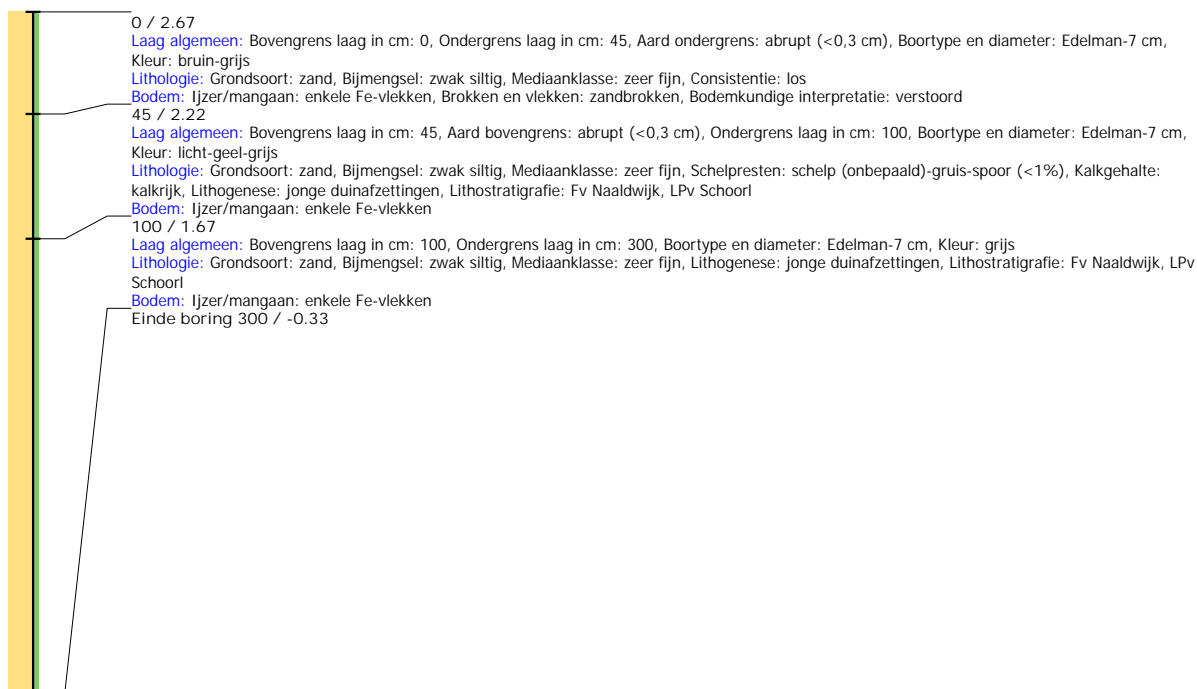 0 / 2.67
Laag algemeen: Bovengrens laag in cm: 0, Ondergrens laag in cm: 45, Aard ondergrens: abrupt (<0,3 cm), Boortype en diameter: Edelman-7 cm,
Kleur: bruin-grijs
Lithologie: Grondsoort: zand, Bijmengsel: zwak siltig, Mediaanklasse: zeer fijn, Consistentie: los
Bodem: Ijzer/mangaan: enkele Fe-vlekken, Brokken en vlekken: zandbrokken, Bodemkundige interpretatie: verstoord
45 / 2.22
Laag algemeen: Bovengrens laag in cm: 45, Aard bovengrens: abrupt (<0,3 cm), Ondergrens laag in cm: 100, Boortype en diameter: Edelman-7 cm,
Kleur: licht-geel-grijs
Lithologie: Grondsoort: zand, Bijmengsel: zwak siltig, Mediaanklasse: zeer fijn, Schelpresten: schelp (onbepaald)-gruis-spoor (<1%), Kalkgehalte:
kalkrijk, Lithogenese: jonge duinafzettingen, Lithostratigrafie: Fv Naaldwijk, LPv Schoorl
Bodem: Ijzer/mangaan: enkele Fe-vlekken
100 / 1.67
Laag algemeen: Bovengrens laag in cm: 100, Ondergrens laag in cm: 300, Boortype en diameter: Edelman-7 cm, Kleur: grijs
Lithologie: Grondsoort: zand, Bijmengsel: zwak siltig, Mediaanklasse: zeer fijn, Lithogenese: jonge duinafzettingen, Lithostratigrafie: Fv Naaldwijk, LPv
Schoorl
Bodem: Ijzer/mangaan: enkele Fe-vlekken
Einde boring 300 / -0.33